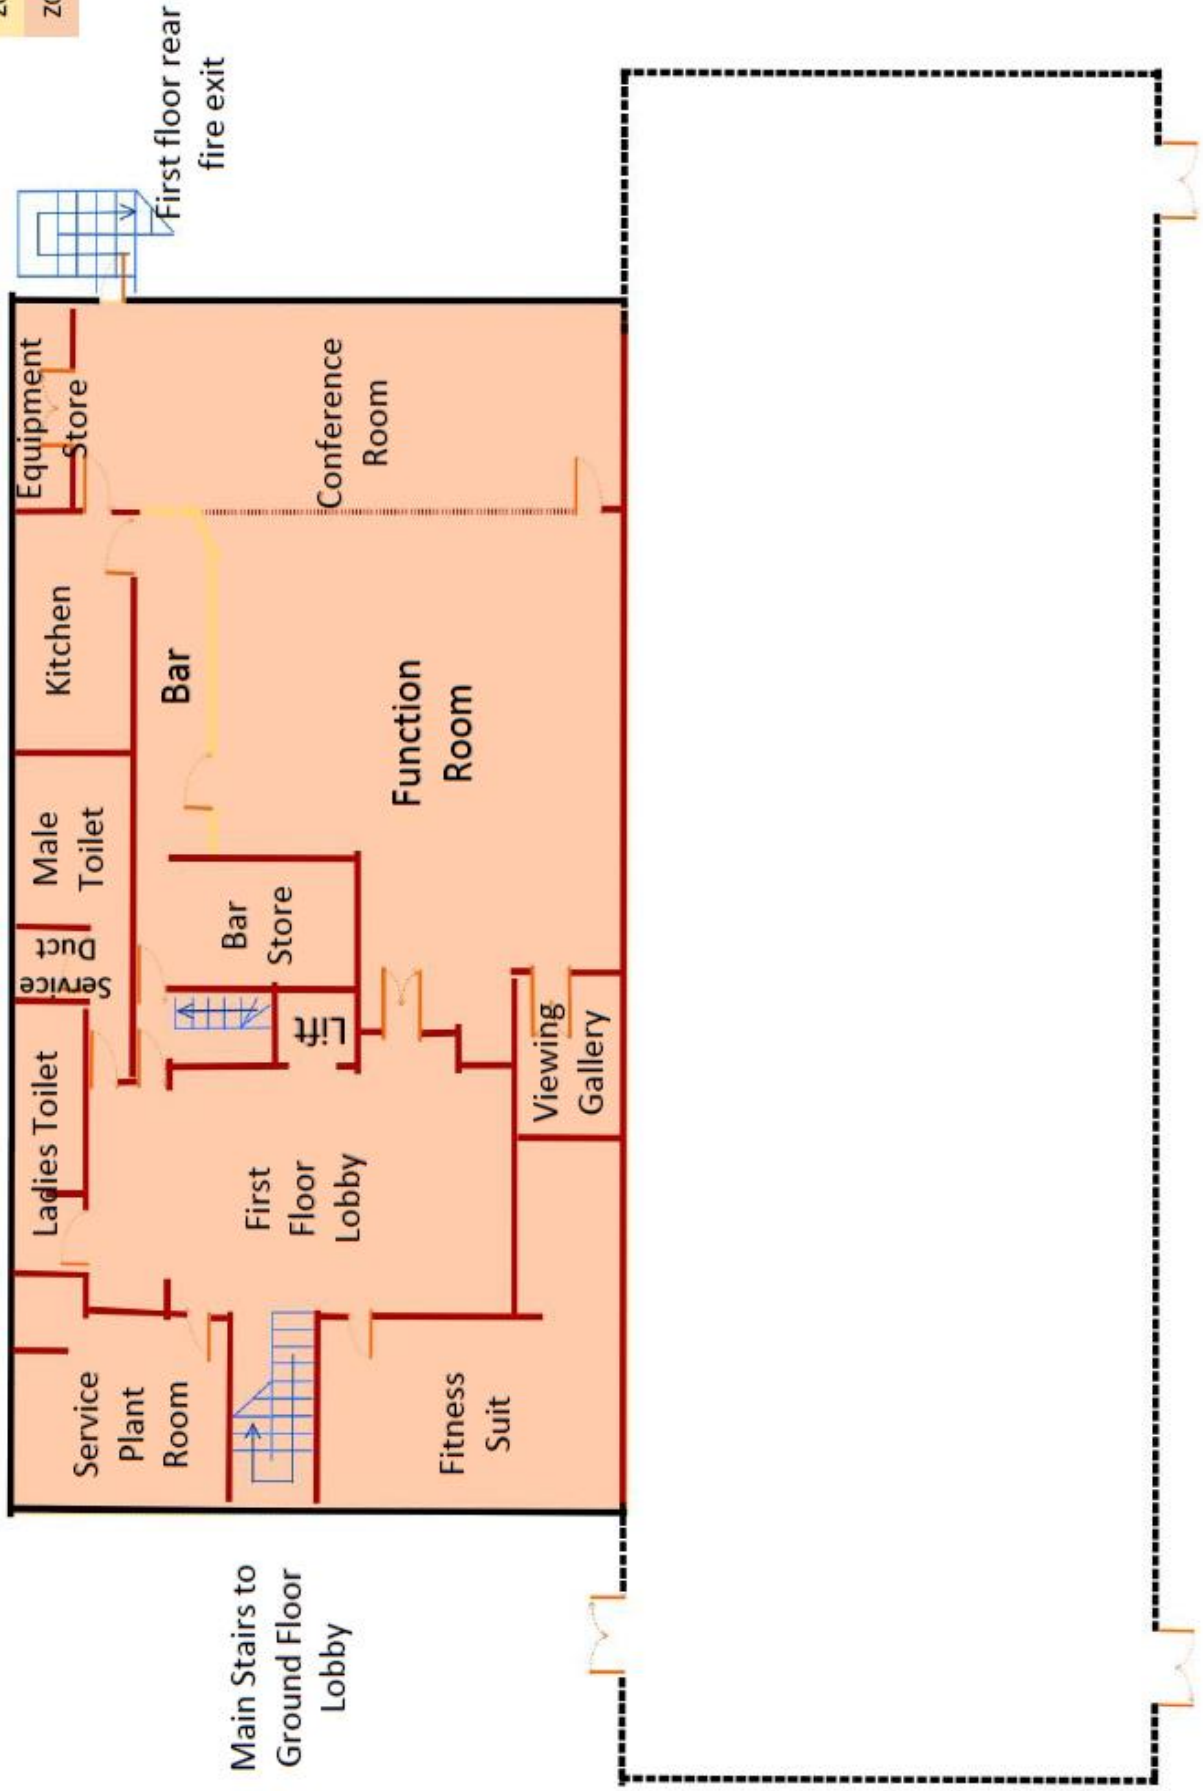 First floor rear
fire exit
Equipment
Store
Conference
Room
Kitchen
Bar
Function
Room
Male
Toilet
Service
Duct
Bar
Store
Lift
Viewing
Gallery
Ladies Toilet
First
Floor
Lobby
Service
Plant
Room
Fitness
Suit
Main Stairs to
Ground Floor
Lobby